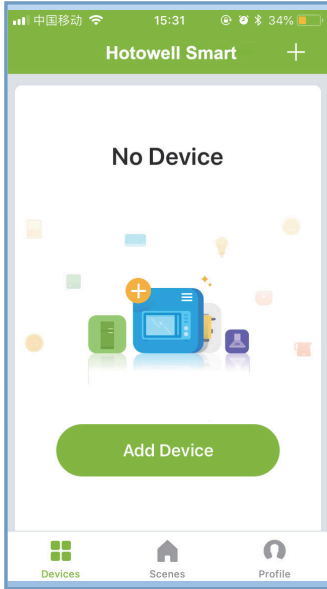 中国移动 15:31 34%
Hotowell Smart +
No Device
Add Device
Devices Scenes Profile